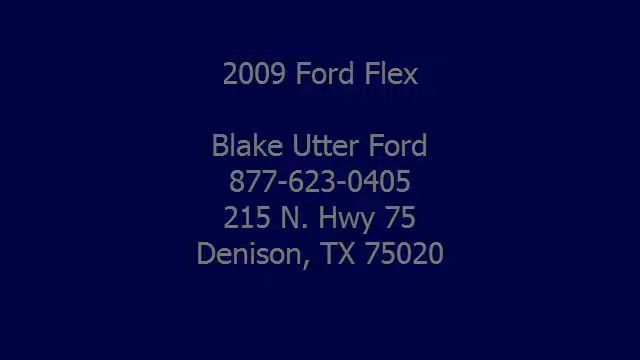 2009 Ford Flex
Blake Utter Ford
877-623-0405
215 N. Hwy 75
Denison, TX 75020